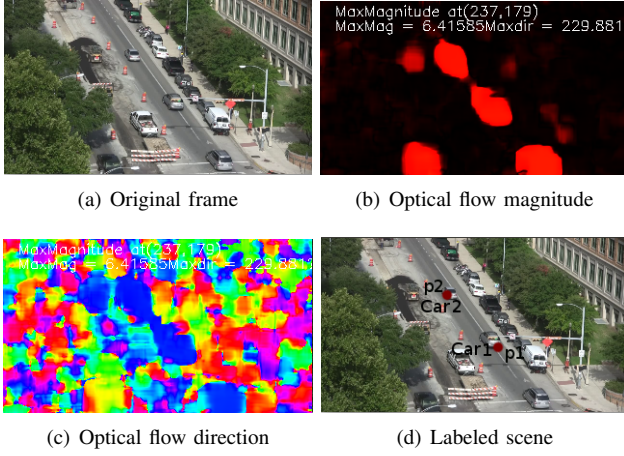 MaxMagnitude at(237,179)
MaxMag = 6.41585Maxdir = 229.881
(a) Original frame
(b) Optical flow magnitude
MaxMagnitude at(237,179)
MaxMag = 6.41585Maxdir = 229.881
p2
Car2
Car1 p1
(c) Optical flow direction
(d) Labeled scene